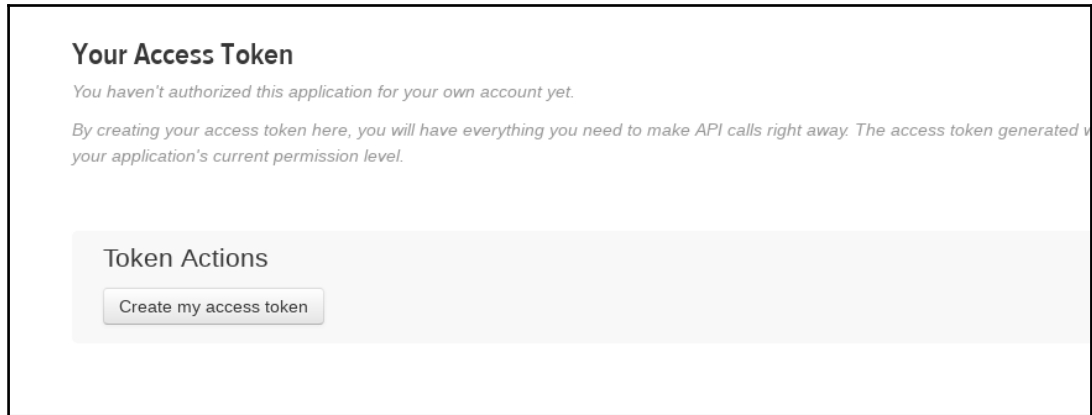 Your Access Token
You haven't authorized this application for your own account yet.
By creating your access token here, you will have everything you need to make API calls right away. The access token generated
your application's current permission level.
Token Actions
Create my access token